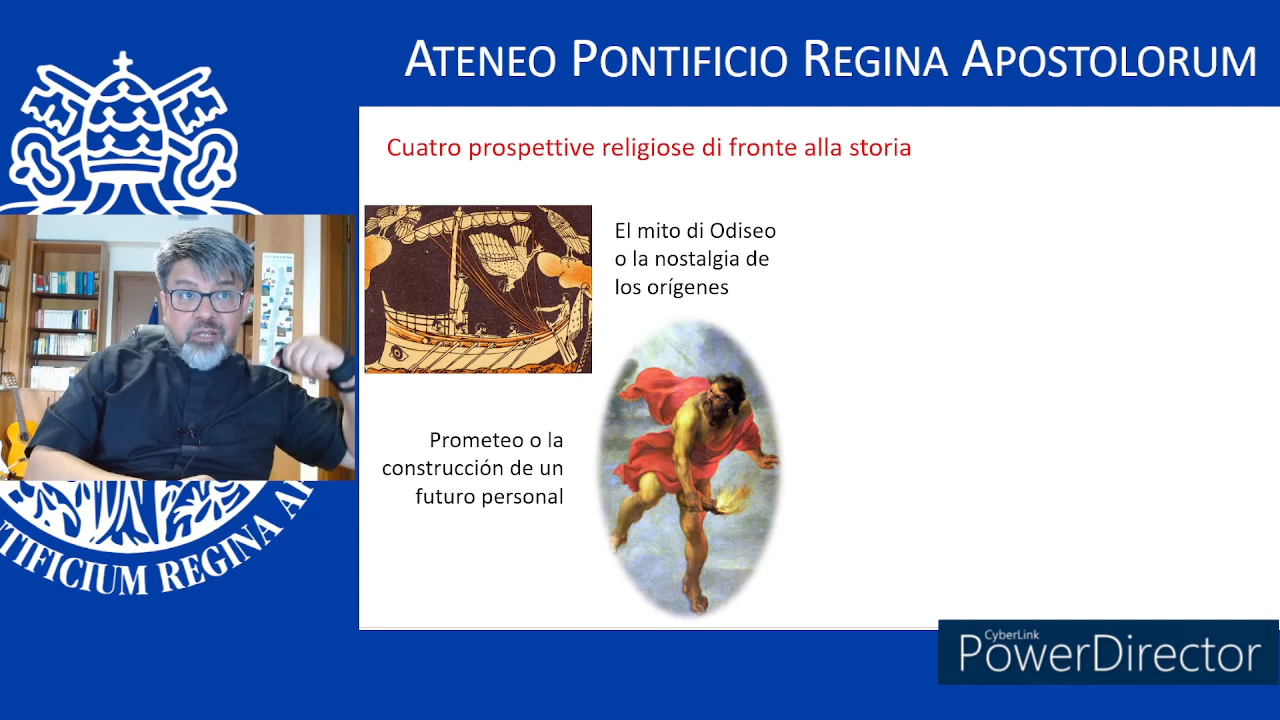 ATENEO PONTIFICIO REGINA APOSTOLORUM
Cuatro prospettive religiose di fronte alla storia
El mito di Odiseo
o la nostalgia de
los orígenes
Prometeo o la
construcción de un
futuro personal
TIFICIUM REGINA
CyberLink
PowerDirector